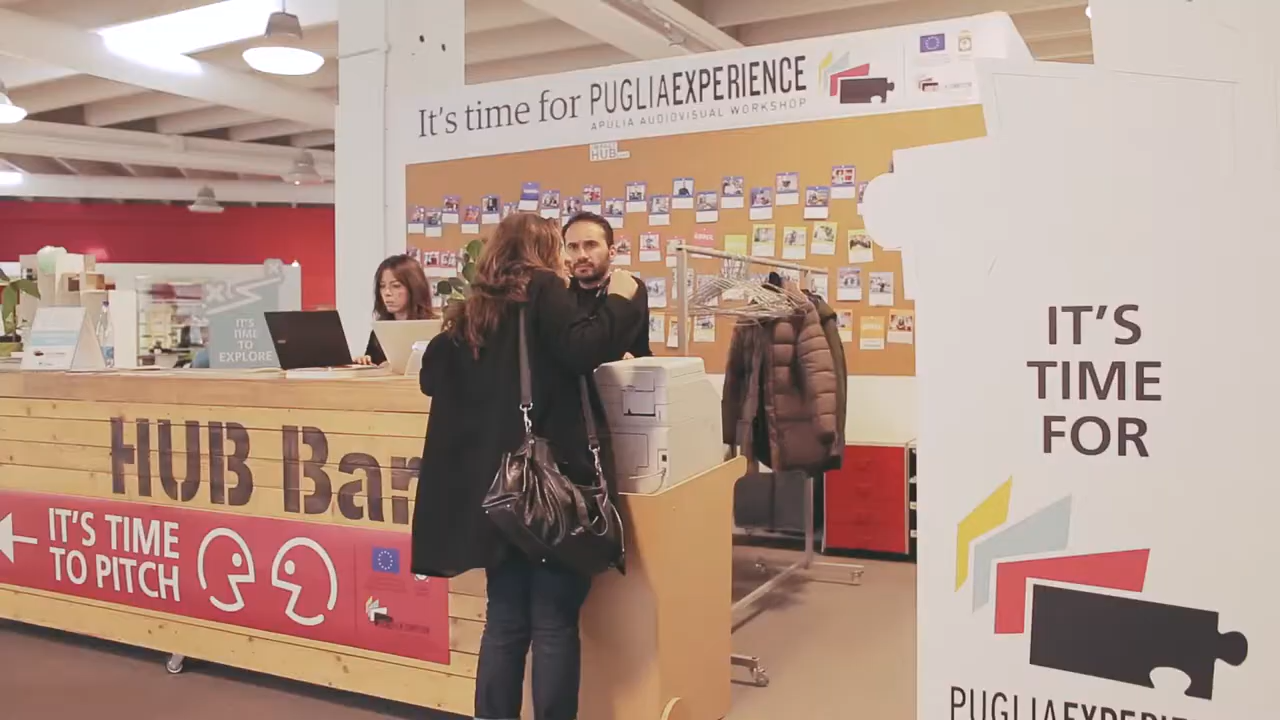 It's time for PUGLIAEXPERIENCE
APULIA AUDIOVISUAL WORKSHOP
HUB
IT'S
TIME
TO
EXPLORE
HUB Bar
IT'S TIME
TO PITCH
IT'S
TIME
FOR
PUGLIAEXPERIE